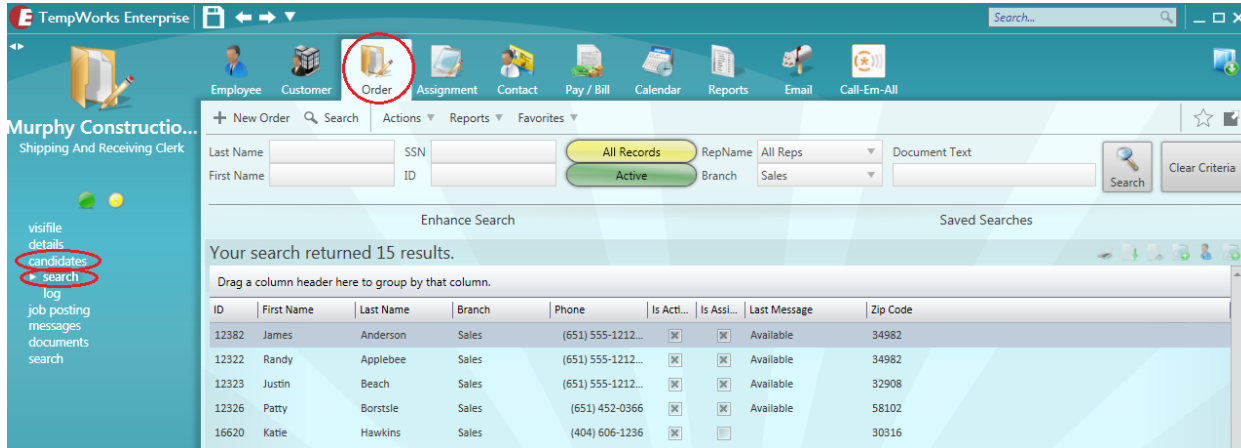 TempWorks Enterprise
Search...
Employee Customer Order Assignment Contact Pay / Bill Calendar Reports Email Call-Em-All
Murphy Constructio...
Shipping And Receiving Clerk
visifile
details
candidates
search
log
job posting
messages
documents
search
New Order Search Actions Reports Favorites
Last Name SSN All Records RepName All Reps Document Text
First Name ID Active Branch Sales
Search Clear Criteria
Enhance Search Saved Searches
Your search returned 15 results.
Drag a column header here to group by that column.
ID First Name Last Name Branch Phone Is Acti... Is Assi... Last Message Zip Code
12382 James Anderson Sales (651) 555-1212... Available 34982
12322 Randy Applebee Sales (651) 555-1212... Available 34982
12323 Justin Beach Sales (651) 555-1212... Available 32908
12326 Patty Borstsle Sales (651) 452-0366 Available 58102
16620 Katie Hawkins Sales (404) 606-1236 30316